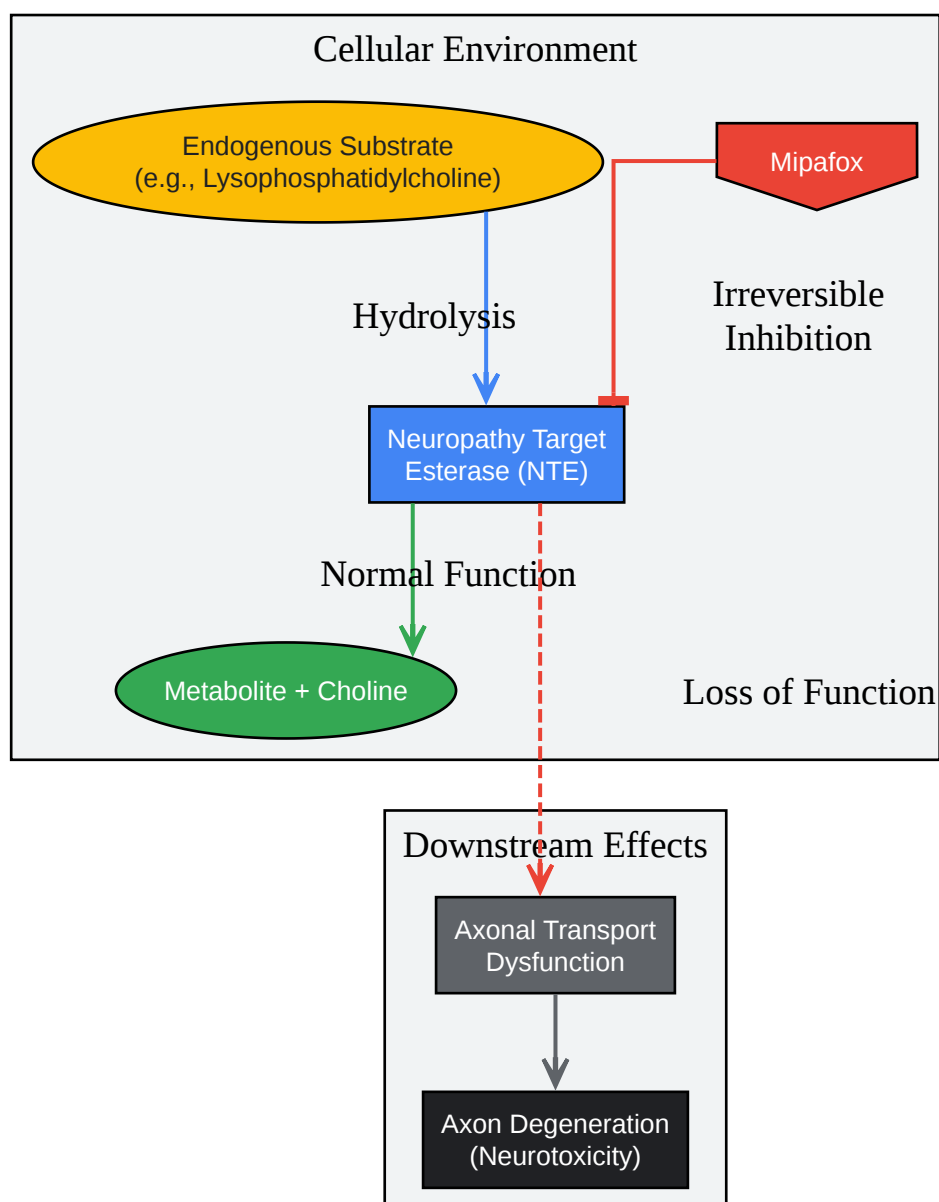 Cellular Environment
Endogenous Substrate
(e.g., Lysophosphatidylcholine)
Mipafox
Hydrolysis
Irreversible
Inhibition
Neuropathy Target
Esterase (NTE)
Normal Function
Metabolite + Choline
Loss of Function
Downstream Effects
Axonal Transport
Dysfunction
Axon Degeneration
(Neurotoxicity)